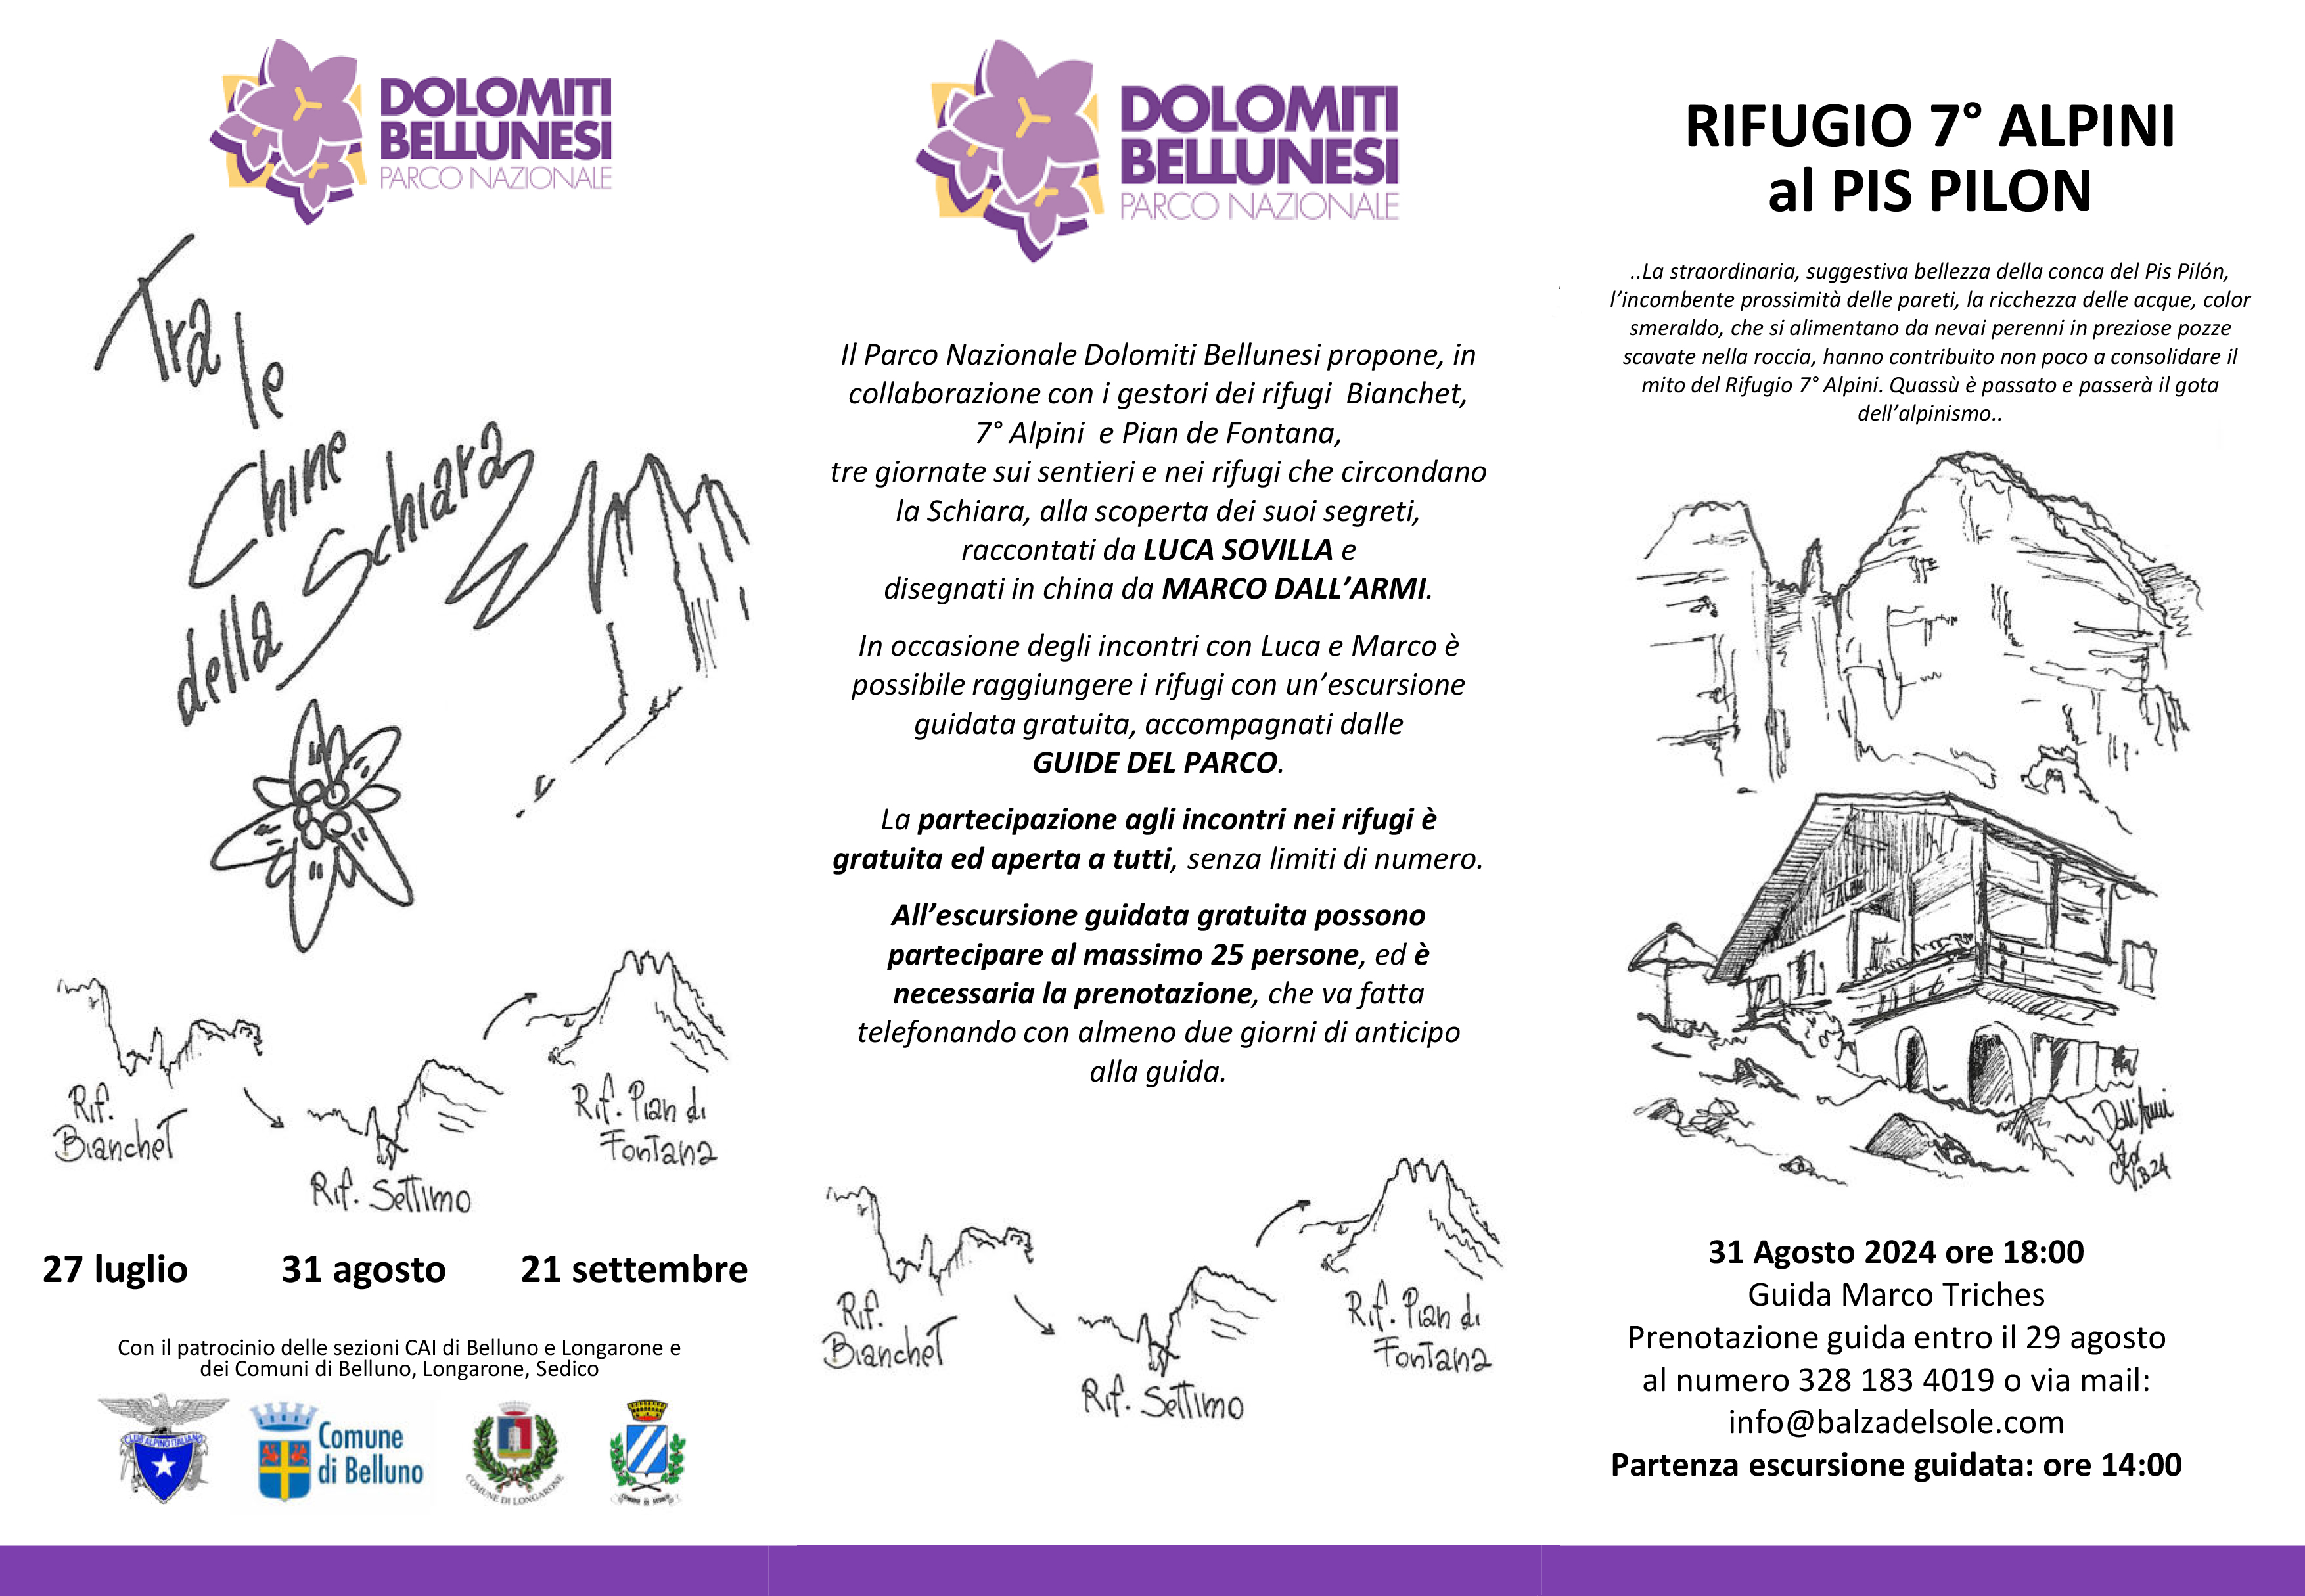 DOLOMITI
BELLUNESI
PARCO NAZIONALE
Tra
le
Chine
della Schiara
Rif.
Bianchet
Rif. Settimo
Rif. Pian di
Fontana
27 luglio 31 agosto 21 settembre
Con il patrocinio delle sezioni CAI di Belluno e Longarone e
dei Comuni di Belluno, Longarone, Sedico
CLUB ALPINO ITALIANO
Comune
di Belluno
COMUNE DI LONGARONE
COMUNE DI SEDICO
DOLOMITI
BELLUNESI
PARCO NAZIONALE
Il Parco Nazionale Dolomiti Bellunesi propone, in
collaborazione con i gestori dei rifugi Bianchet,
7° Alpini e Pian de Fontana,
tre giornate sui sentieri e nei rifugi che circondano
la Schiara, alla scoperta dei suoi segreti,
raccontati da LUCA SOVILLA e
disegnati in china da MARCO DALL’ARMI.
In occasione degli incontri con Luca e Marco è
possibile raggiungere i rifugi con un’escursione
guidata gratuita, accompagnati dalle
GUIDE DEL PARCO.
La partecipazione agli incontri nei rifugi è
gratuita ed aperta a tutti, senza limiti di numero.
All’escursione guidata gratuita possono
partecipare al massimo 25 persone, ed è
necessaria la prenotazione, che va fatta
telefonando con almeno due giorni di anticipo
alla guida.
Rif.
Bianchet
Rif. Settimo
Rif. Pian di
Fontana
RIFUGIO 7° ALPINI
al PIS PILON
..La straordinaria, suggestiva bellezza della conca del Pis Pilón,
l’incombente prossimità delle pareti, la ricchezza delle acque, color
smeraldo, che si alimentano da nevai perenni in preziose pozze
scavate nella roccia, hanno contribuito non poco a consolidare il
mito del Rifugio 7° Alpini. Quassù è passato e passerà il gota
dell’alpinismo..
Dall'Armi
31 Agosto 2024 ore 18:00
Guida Marco Triches
Prenotazione guida entro il 29 agosto
al numero 328 183 4019 o via mail:
info@balzadelsole.com
Partenza escursione guidata: ore 14:00